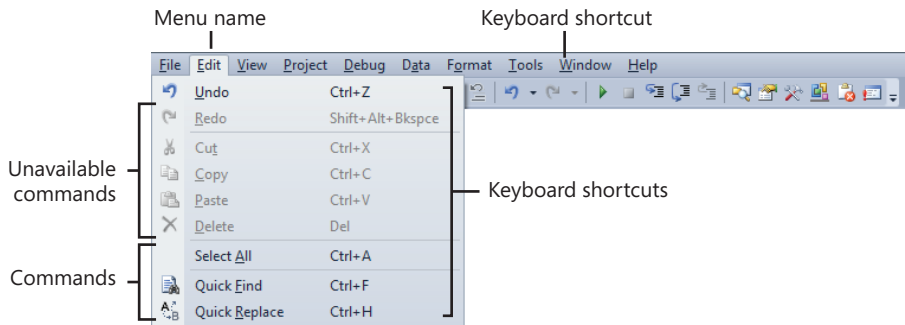 Menu name
Keyboard shortcut
File Edit View Project Debug Data Format Tools Window Help
Undo Ctrl+Z
Redo Shift+Alt+Bkspce
Cut Ctrl+X
Copy Ctrl+C
Paste Ctrl+V
Delete Del
Select All Ctrl+A
Quick Find Ctrl+F
Quick Replace Ctrl+H
Unavailable
commands
Commands
Keyboard shortcuts